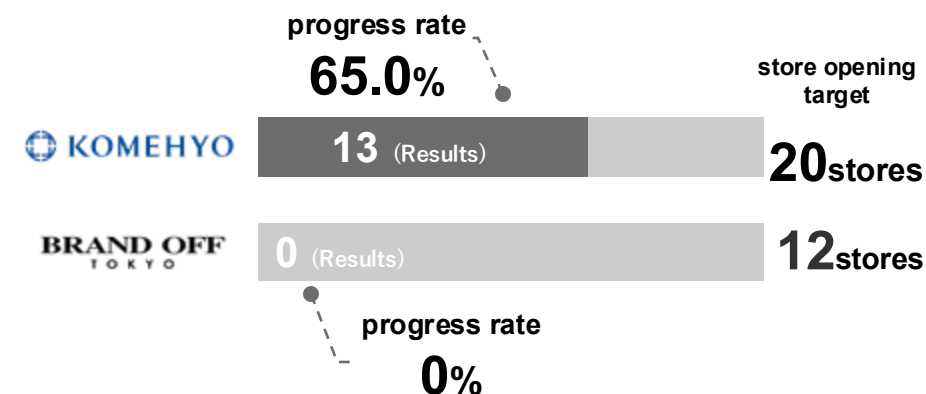 progress rate
65.0%
store opening
target
KOMEHYO
13 (Results)
20stores
BRAND OFF
TOKYO
0 (Results)
12stores
progress rate
0%